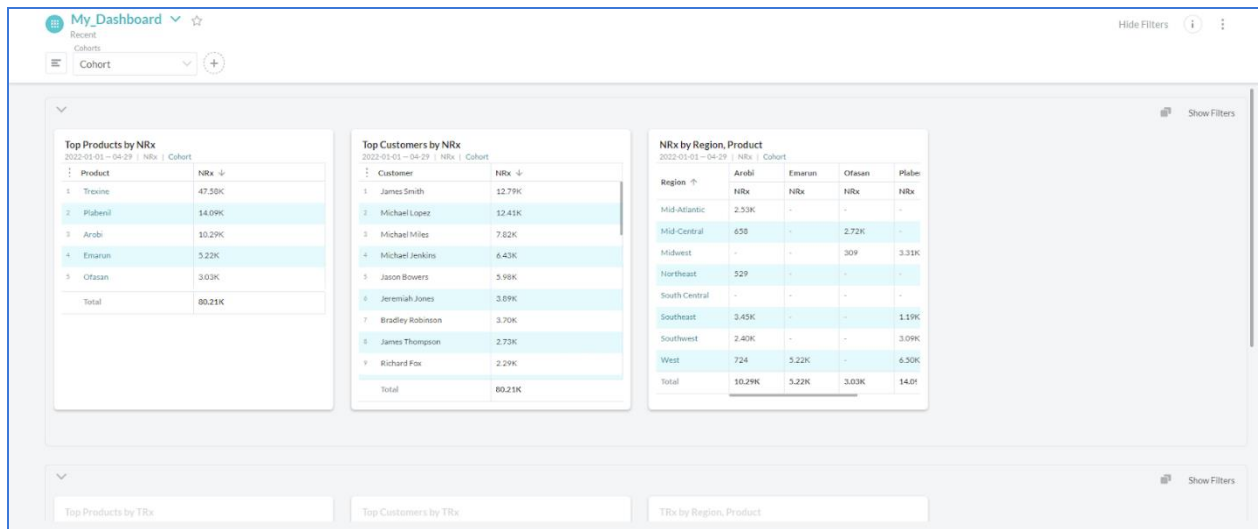 My_Dashboard
Recent
Hide Filters i
Cohorts
Cohort
Show Filters
Top Products by NRx
2022-01-01 — 04-29 | NRx | Cohort
Product NRx ↓
1 Trexine 47.58K
2 Plabenil 14.09K
3 Arobi 10.29K
4 Emarun 5.22K
5 Ofasan 3.03K
Total 80.21K
Top Customers by NRx
2022-01-01 — 04-29 | NRx | Cohort
Customer NRx ↓
1 James Smith 12.79K
2 Michael Lopez 12.41K
3 Michael Miles 7.82K
4 Michael Jenkins 6.43K
5 Jason Bowers 5.98K
6 Jeremiah Jones 3.89K
7 Bradley Robinson 3.70K
8 James Thompson 2.73K
9 Richard Fox 2.29K
Total 80.21K
NRx by Region, Product
2022-01-01 — 04-29 | NRx | Cohort
Region ↑ Arobi Emarun Ofasan Plaben
NRx NRx NRx NRx
Mid-Atlantic 2.53K - - -
Mid-Central 658 - 2.72K -
Midwest - - 309 3.31K
Northeast 529 - - -
South Central - - - -
Southeast 3.45K - - 1.19K
Southwest 2.40K - - 3.09K
West 724 5.22K - 6.50K
Total 10.29K 5.22K 3.03K 14.09
Show Filters
Top Products by TRx
Top Customers by TRx
TRx by Region, Product